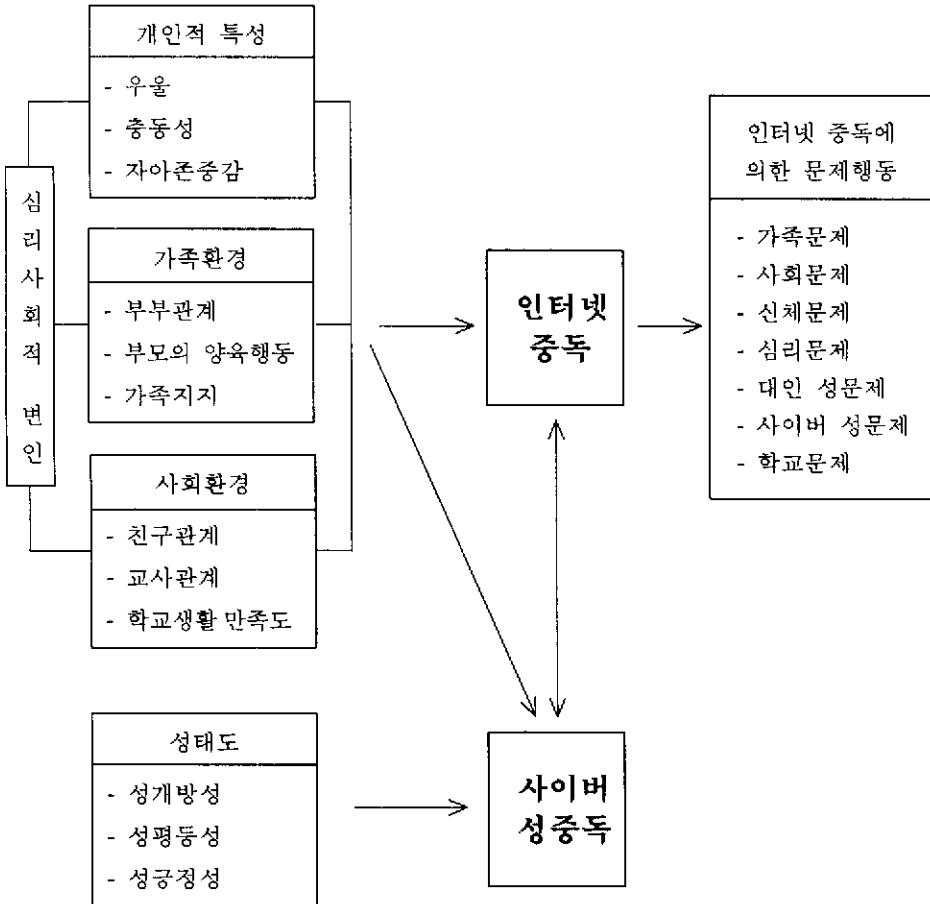 개인적 특성
- 우울
- 충동성
- 자아존중감
심리사회적 변인
가족환경
- 부부관계
- 부모의 양육행동
- 가족지지
사회환경
- 친구관계
- 교사관계
- 학교생활 만족도
성태도
- 성개방성
- 성평등성
- 성긍정성
인터넷
중독
사이버
성중독
인터넷 중독에
의한 문제행동
- 가족문제
- 사회문제
- 신체문제
- 심리문제
- 대인 성문제
- 사이버 성문제
- 학교문제